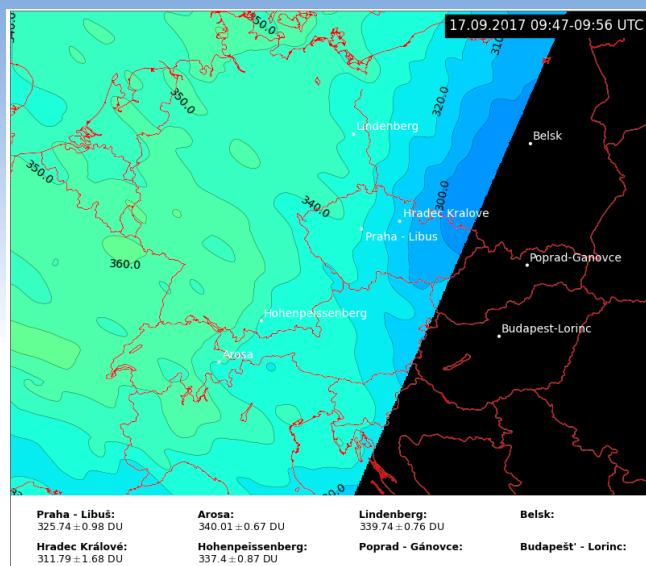 17.09.2017 09:47-09:56 UTC
350.0
340.0
310
350.0
320.0
Lindenberg
Belsk
350.0
300.0
340.0
Hradec Kralove
Praha - Libus
360.0
Poprad-Ganovce
Hohenpeissenberg
Budapest-Lorinc
Arosa
Praha - Libuš:
325.74±0.98 DU
Arosa:
340.01±0.67 DU
Lindenberg:
339.74±0.76 DU
Belsk:
Hradec Králové:
311.79±1.68 DU
Hohenpeissenberg:
337.4±0.87 DU
Poprad - Gánovce:
Budapešt' - Lorinc: